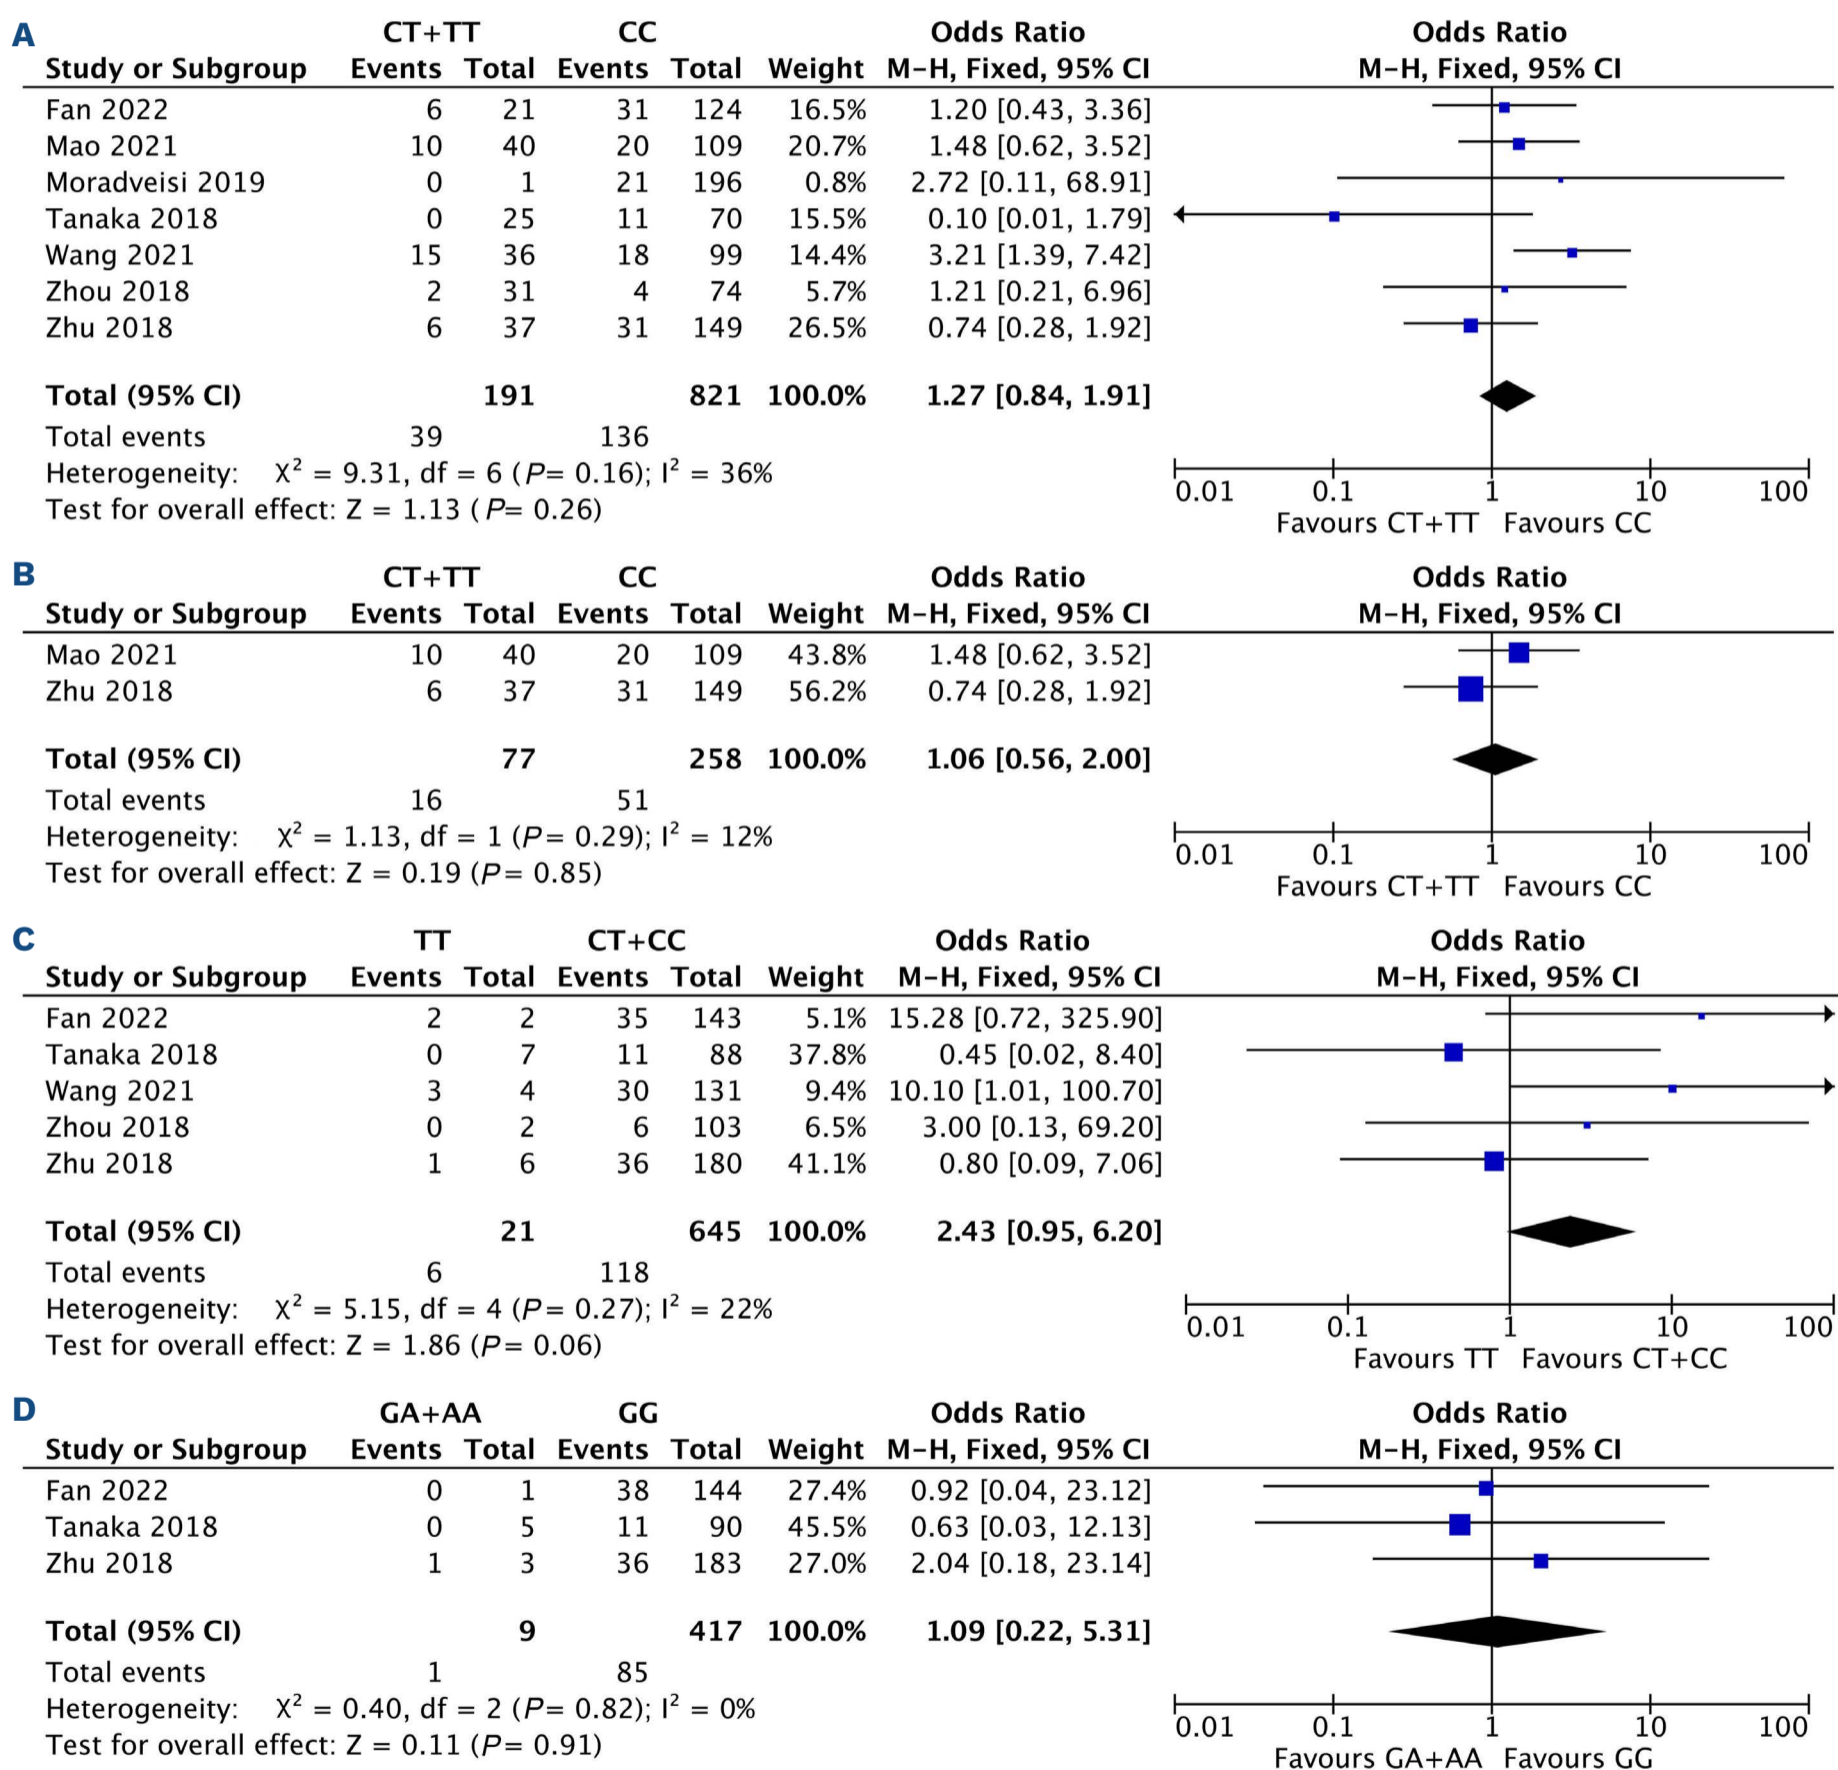 A CT+TT CC Odds Ratio Odds Ratio
Study or Subgroup Events Total Events Total Weight M-H, Fixed, 95% CI M-H, Fixed, 95% CI
Fan 2022 6 21 31 124 16.5% 1.20 [0.43, 3.36]
Mao 2021 10 40 20 109 20.7% 1.48 [0.62, 3.52]
Moradveisi 2019 0 1 21 196 0.8% 2.72 [0.11, 68.91]
Tanaka 2018 0 25 11 70 15.5% 0.10 [0.01, 1.79]
Wang 2021 15 36 18 99 14.4% 3.21 [1.39, 7.42]
Zhou 2018 2 31 4 74 5.7% 1.21 [0.21, 6.96]
Zhu 2018 6 37 31 149 26.5% 0.74 [0.28, 1.92]
Total (95% CI) 191 821 100.0% 1.27 [0.84, 1.91]
Total events 39 136
Heterogeneity: X² = 9.31, df = 6 (P= 0.16); I² = 36%
Test for overall effect: Z = 1.13 (P= 0.26)
0.01 0.1 1 10 100
Favours CT+TT Favours CC
B CT+TT CC Odds Ratio Odds Ratio
Study or Subgroup Events Total Events Total Weight M-H, Fixed, 95% CI M-H, Fixed, 95% CI
Mao 2021 10 40 20 109 43.8% 1.48 [0.62, 3.52]
Zhu 2018 6 37 31 149 56.2% 0.74 [0.28, 1.92]
Total (95% CI) 77 258 100.0% 1.06 [0.56, 2.00]
Total events 16 51
Heterogeneity: X² = 1.13, df = 1 (P= 0.29); I² = 12%
Test for overall effect: Z = 0.19 (P= 0.85)
0.01 0.1 1 10 100
Favours CT+TT Favours CC
C TT CT+CC Odds Ratio Odds Ratio
Study or Subgroup Events Total Events Total Weight M-H, Fixed, 95% CI M-H, Fixed, 95% CI
Fan 2022 2 2 35 143 5.1% 15.28 [0.72, 325.90]
Tanaka 2018 0 7 11 88 37.8% 0.45 [0.02, 8.40]
Wang 2021 3 4 30 131 9.4% 10.10 [1.01, 100.70]
Zhou 2018 0 2 6 103 6.5% 3.00 [0.13, 69.20]
Zhu 2018 1 6 36 180 41.1% 0.80 [0.09, 7.06]
Total (95% CI) 21 645 100.0% 2.43 [0.95, 6.20]
Total events 6 118
Heterogeneity: X² = 5.15, df = 4 (P= 0.27); I² = 22%
Test for overall effect: Z = 1.86 (P= 0.06)
0.01 0.1 1 10 100
Favours TT Favours CT+CC
D GA+AA GG Odds Ratio Odds Ratio
Study or Subgroup Events Total Events Total Weight M-H, Fixed, 95% CI M-H, Fixed, 95% CI
Fan 2022 0 1 38 144 27.4% 0.92 [0.04, 23.12]
Tanaka 2018 0 5 11 90 45.5% 0.63 [0.03, 12.13]
Zhu 2018 1 3 36 183 27.0% 2.04 [0.18, 23.14]
Total (95% CI) 9 417 100.0% 1.09 [0.22, 5.31]
Total events 1 85
Heterogeneity: X² = 0.40, df = 2 (P= 0.82); I² = 0%
Test for overall effect: Z = 0.11 (P= 0.91)
0.01 0.1 1 10 100
Favours GA+AA Favours GG